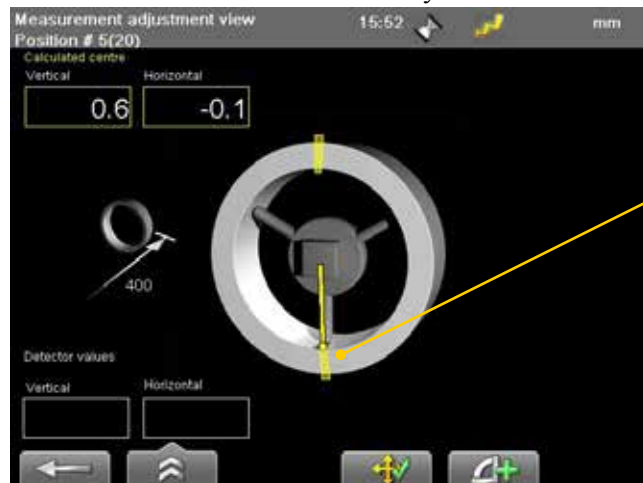 Measurement adjustment view 15:52 mm
Position # 5(20)
Calculated centre
Vertical Horizontal
0.6 -0.1
400
Detector values
Vertical Horizontal